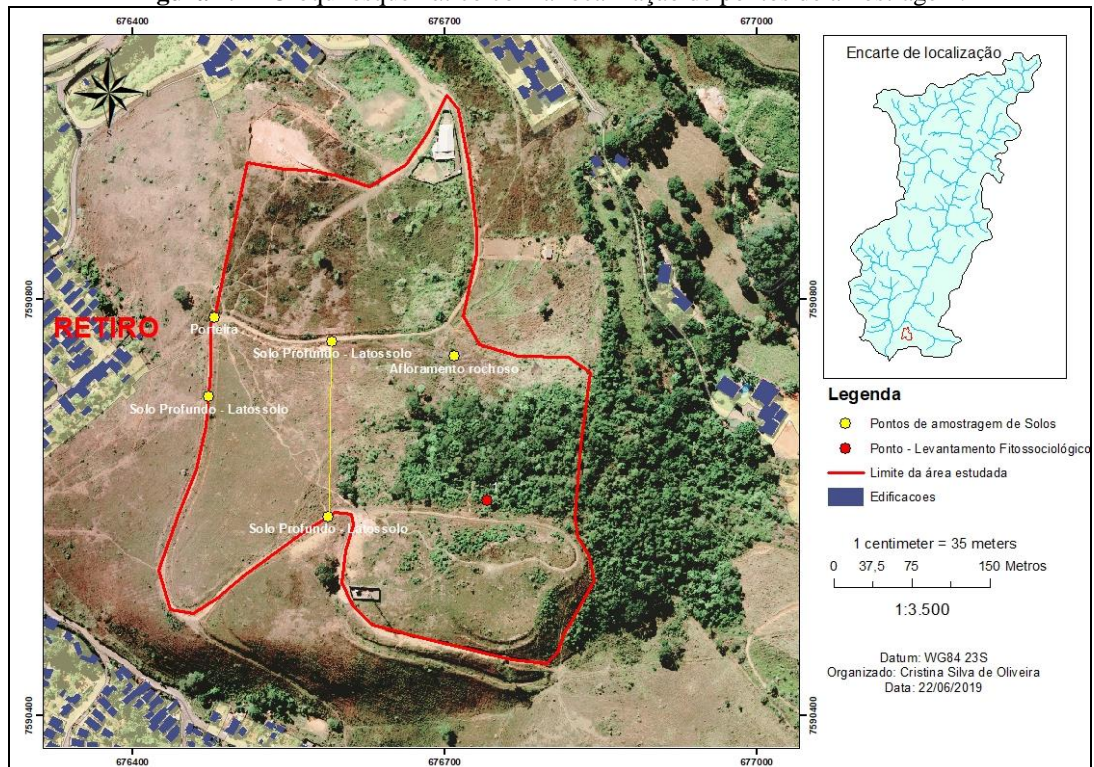 676400 676700 677000
Encarte de localização
7590800
7590800
RETIRO
Porteira
Solo Profundo - Latossolo
Afloramento rochoso
Solo Profundo - Latossolo
Solo Profundo - Latossolo
Legenda
Pontos de amostragem de Solos
Ponto - Levantamento Fitossociológico
Limite da área estudada
Edificacoes
1 centimeter = 35 meters
0 37,5 75 150 Metros
1:3.500
Datum: WG84 23S
Organizado: Cristina Silva de Oliveira
Data: 22/06/2019
7590400
7590400
676400 676700 677000